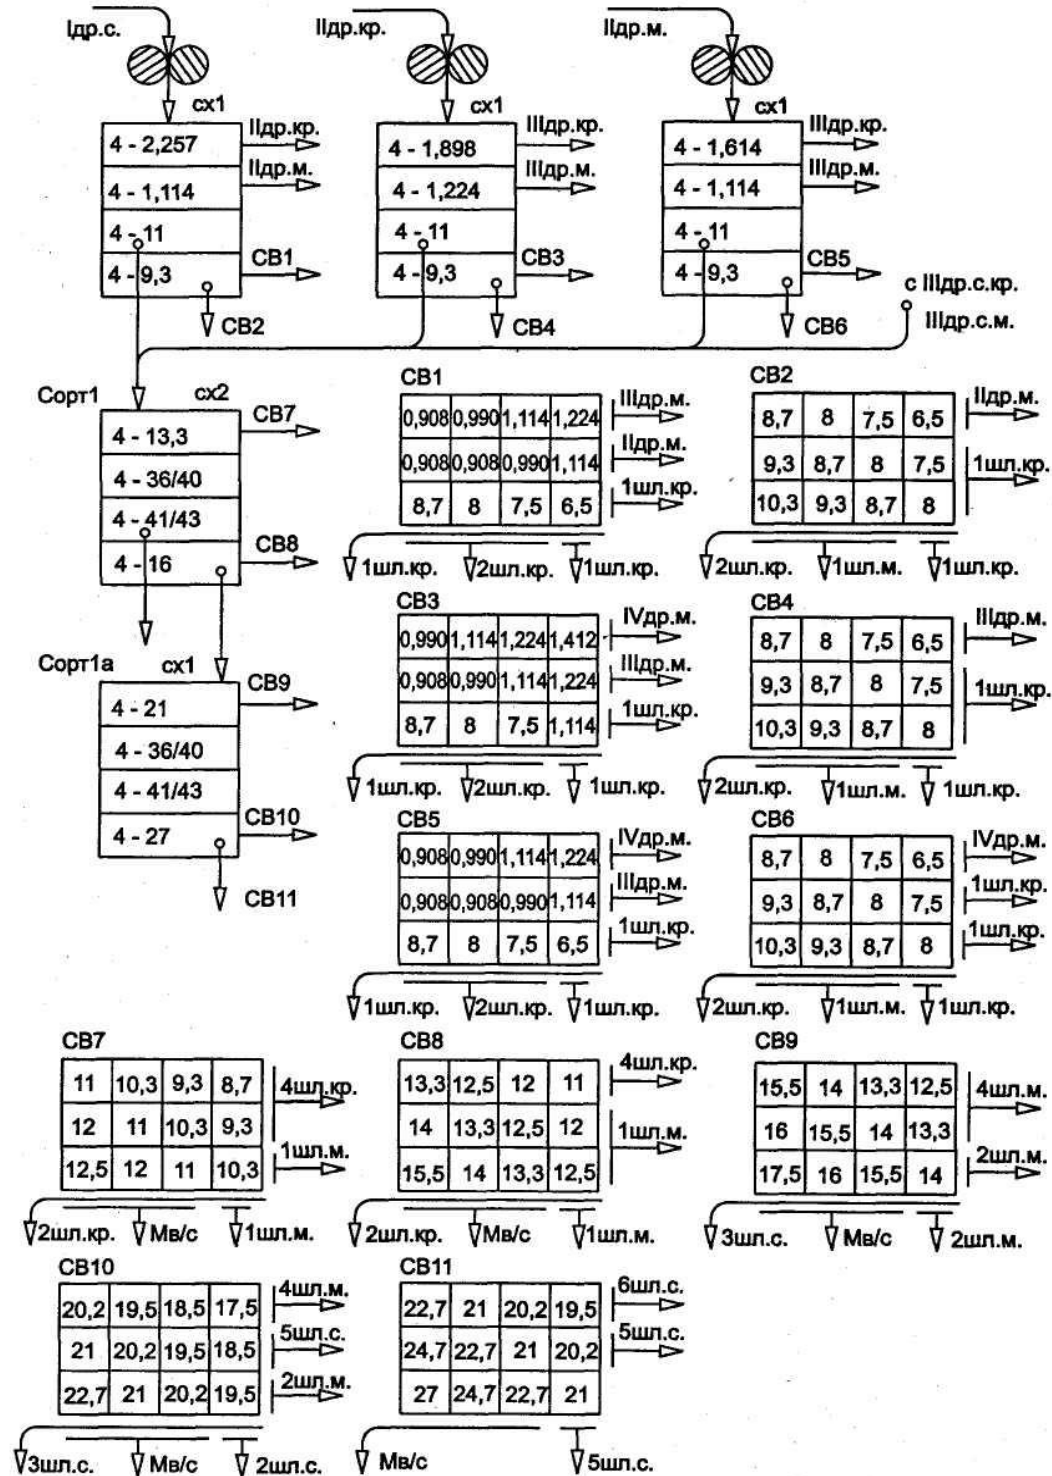 Iдр.с. IIдр.кр. IIдр.м.
сх1 сх1 сх1
4 - 2,257 IIдр.кр. 4 - 1,898 IIIдр.кр. 4 - 1,614 IIIдр.кр.
4 - 1,114 IIдр.м. 4 - 1,224 IIIдр.м. 4 - 1,114 IIIдр.м.
4 - 11 4 - 11 4 - 11
4 - 9,3 СВ1 4 - 9,3 СВ3 4 - 9,3 СВ5
с IIIдр.с.кр.
СВ2 СВ4 СВ6 IIIдр.с.м.
Сорт1 сх2
4 - 13,3 СВ7
4 - 36/40
4 - 41/43
4 - 16 СВ8
Сорт1а сх1
4 - 21 СВ9
4 - 36/40
4 - 41/43
4 - 27 СВ10
СВ11
СВ1
0,908 0,990 1,114 1,224 IIIдр.м.
0,908 0,908 0,990 1,114 IIдр.м.
8,7 8 7,5 6,5 1шл.кр.
1шл.кр. 2шл.кр. 1шл.кр.
СВ2
8,7 8 7,5 6,5 IIдр.м.
9,3 8,7 8 7,5 1шл.кр.
10,3 9,3 8,7 8
2шл.кр. 1шл.м. 1шл.кр.
СВ3
0,990 1,114 1,224 1,412 IVдр.м.
0,908 0,990 1,114 1,224 IIIдр.м.
8,7 8 7,5 1,114 1шл.кр.
1шл.кр. 2шл.кр. 1шл.кр.
СВ4
8,7 8 7,5 6,5 IIIдр.м.
9,3 8,7 8 7,5 1шл.кр.
10,3 9,3 8,7 8
2шл.кр. 1шл.м. 1шл.кр.
СВ5
0,908 0,990 1,114 1,224 IVдр.м.
0,908 0,908 0,990 1,114 IIIдр.м.
8,7 8 7,5 6,5 1шл.кр.
1шл.кр. 2шл.кр. 1шл.кр.
СВ6
8,7 8 7,5 6,5 IVдр.м.
9,3 8,7 8 7,5 1шл.кр.
10,3 9,3 8,7 8 1шл.кр.
2шл.кр. 1шл.м. 1шл.кр.
СВ7
11 10,3 9,3 8,7 4шл.кр.
12 11 10,3 9,3
12,5 12 11 10,3 1шл.м.
2шл.кр. Мв/с 1шл.м.
СВ8
13,3 12,5 12 11 4шл.кр.
14 13,3 12,5 12 1шл.м.
15,5 14 13,3 12,5
2шл.кр. Мв/с 1шл.м.
СВ9
15,5 14 13,3 12,5 4шл.м.
16 15,5 14 13,3
17,5 16 15,5 14 2шл.м.
3шл.с. Мв/с 2шл.м.
СВ10
20,2 19,5 18,5 17,5 4шл.м.
21 20,2 19,5 18,5 5шл.с.
22,7 21 20,2 19,5 2шл.м.
3шл.с. Мв/с 2шл.с.
СВ11
22,7 21 20,2 19,5 6шл.с.
24,7 22,7 21 20,2 5шл.с.
27 24,7 22,7 21
Мв/с 5шл.с.